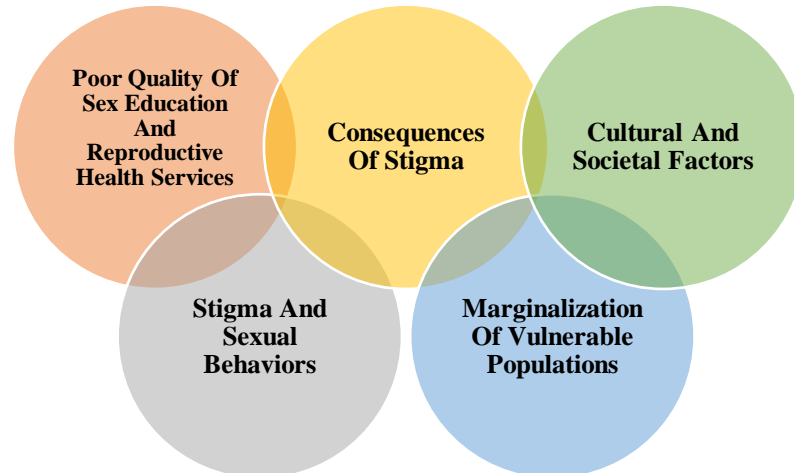 Poor Quality Of
Sex Education
And
Reproductive
Health Services
Consequences
Of Stigma
Cultural And
Societal Factors
Stigma And
Sexual
Behaviors
Marginalization
Of Vulnerable
Populations